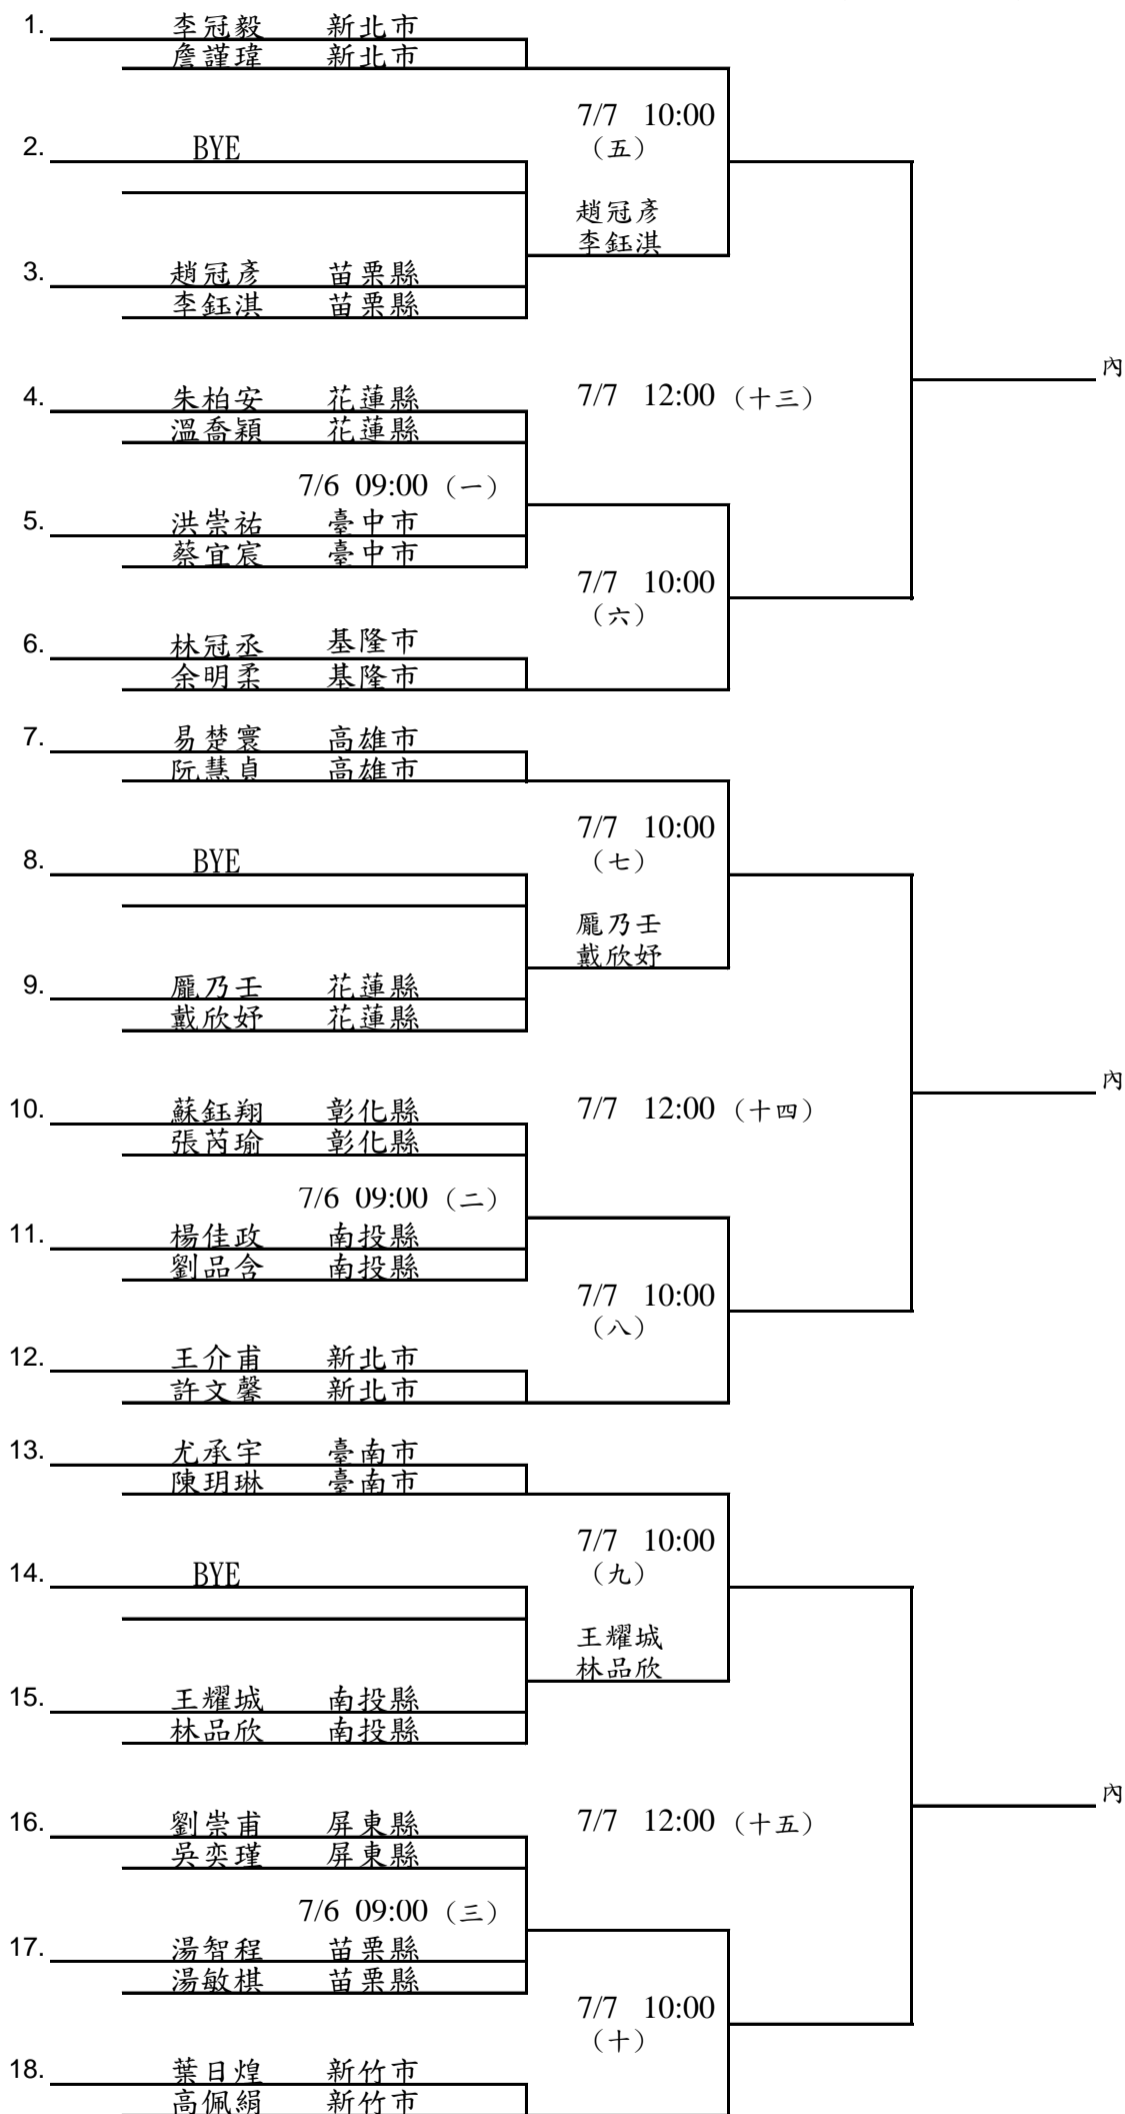 1. 李冠毅 新北市
詹謹瑋 新北市
7/7 10:00
（五）
2. BYE
趙冠彥
李鈺淇
3. 趙冠彥 苗栗縣
李鈺淇 苗栗縣
內
4. 朱柏安 花蓮縣 7/7 12:00 （十三）
溫喬穎 花蓮縣
7/6 09:00 （一）
5. 洪崇祐 臺中市
蔡宜宸 臺中市
7/7 10:00
（六）
6. 林冠丞 基隆市
余明柔 基隆市
7. 易楚寰 高雄市
阮慧貞 高雄市
7/7 10:00
（七）
8. BYE
龎乃壬
戴欣妤
9. 龎乃壬 花蓮縣
戴欣妤 花蓮縣
內
10. 蘇鈺翔 彰化縣 7/7 12:00 （十四）
張芮瑜 彰化縣
7/6 09:00 （二）
11. 楊佳政 南投縣
劉品含 南投縣
7/7 10:00
（八）
12. 王介甫 新北市
許文馨 新北市
13. 尤承宇 臺南市
陳玥琳 臺南市
7/7 10:00
（九）
14. BYE
王耀城
林品欣
15. 王耀城 南投縣
林品欣 南投縣
內
16. 劉崇甫 屏東縣 7/7 12:00 （十五）
吳奕瑾 屏東縣
7/6 09:00 （三）
17. 湯智程 苗栗縣
湯敏棋 苗栗縣
7/7 10:00
（十）
18. 葉日煌 新竹市
高佩絹 新竹市